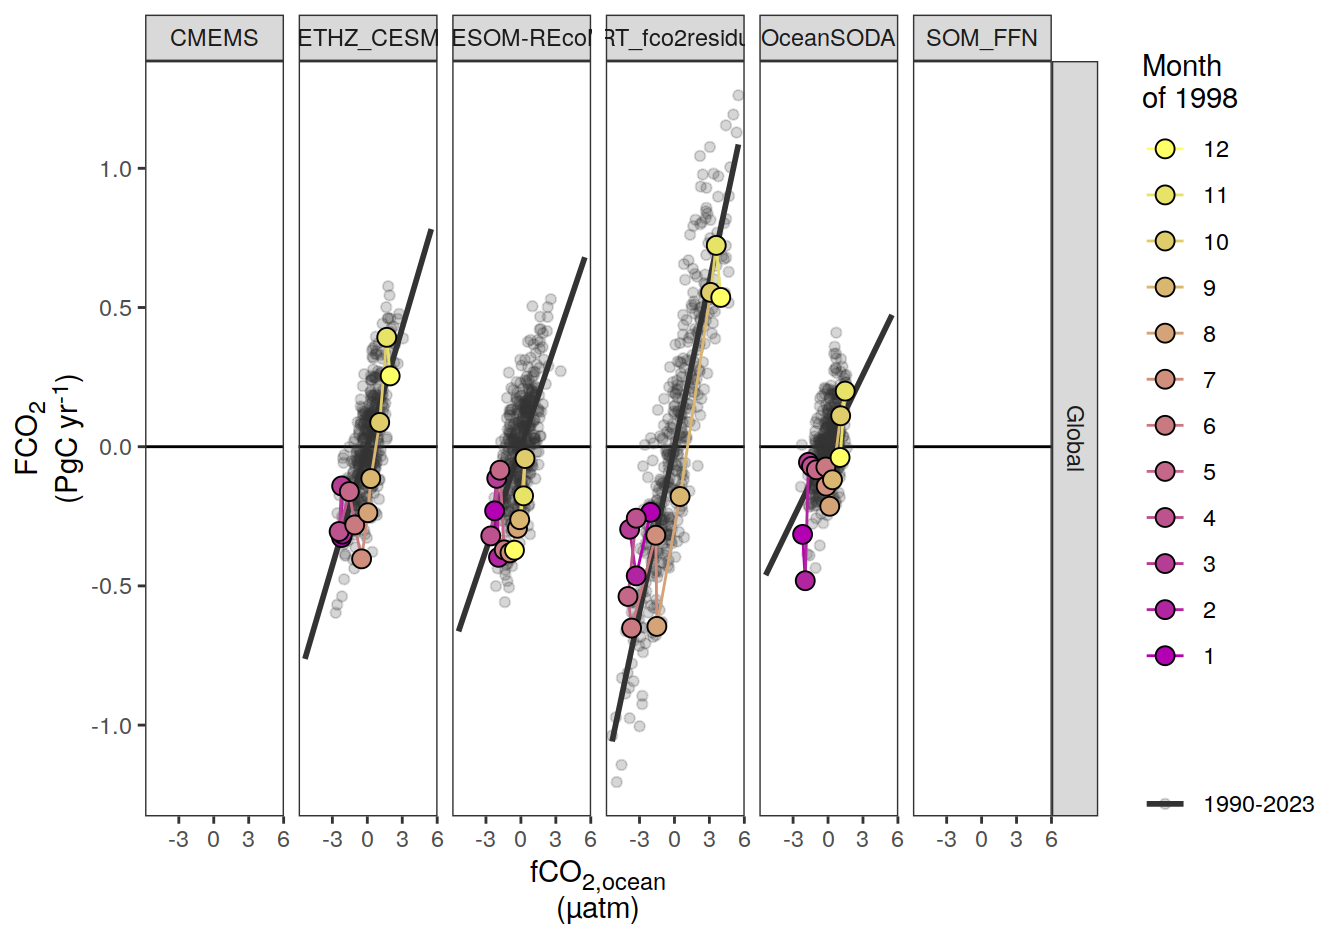 CMEMS ETHZ_CESM ESOM-REcoM RT_fco2residu OceanSODA SOM_FFN
Month
of 1998
12
11
10
9
8
7
6
5
4
3
2
1
1990-2023
Global
FCO2
(PgC yr-1)
1.0
0.5
0.0
-0.5
-1.0
-3 0 3 6 -3 0 3 6 -3 0 3 6 -3 0 3 6 -3 0 3 6 -3 0 3 6
fCO2,ocean
(µatm)